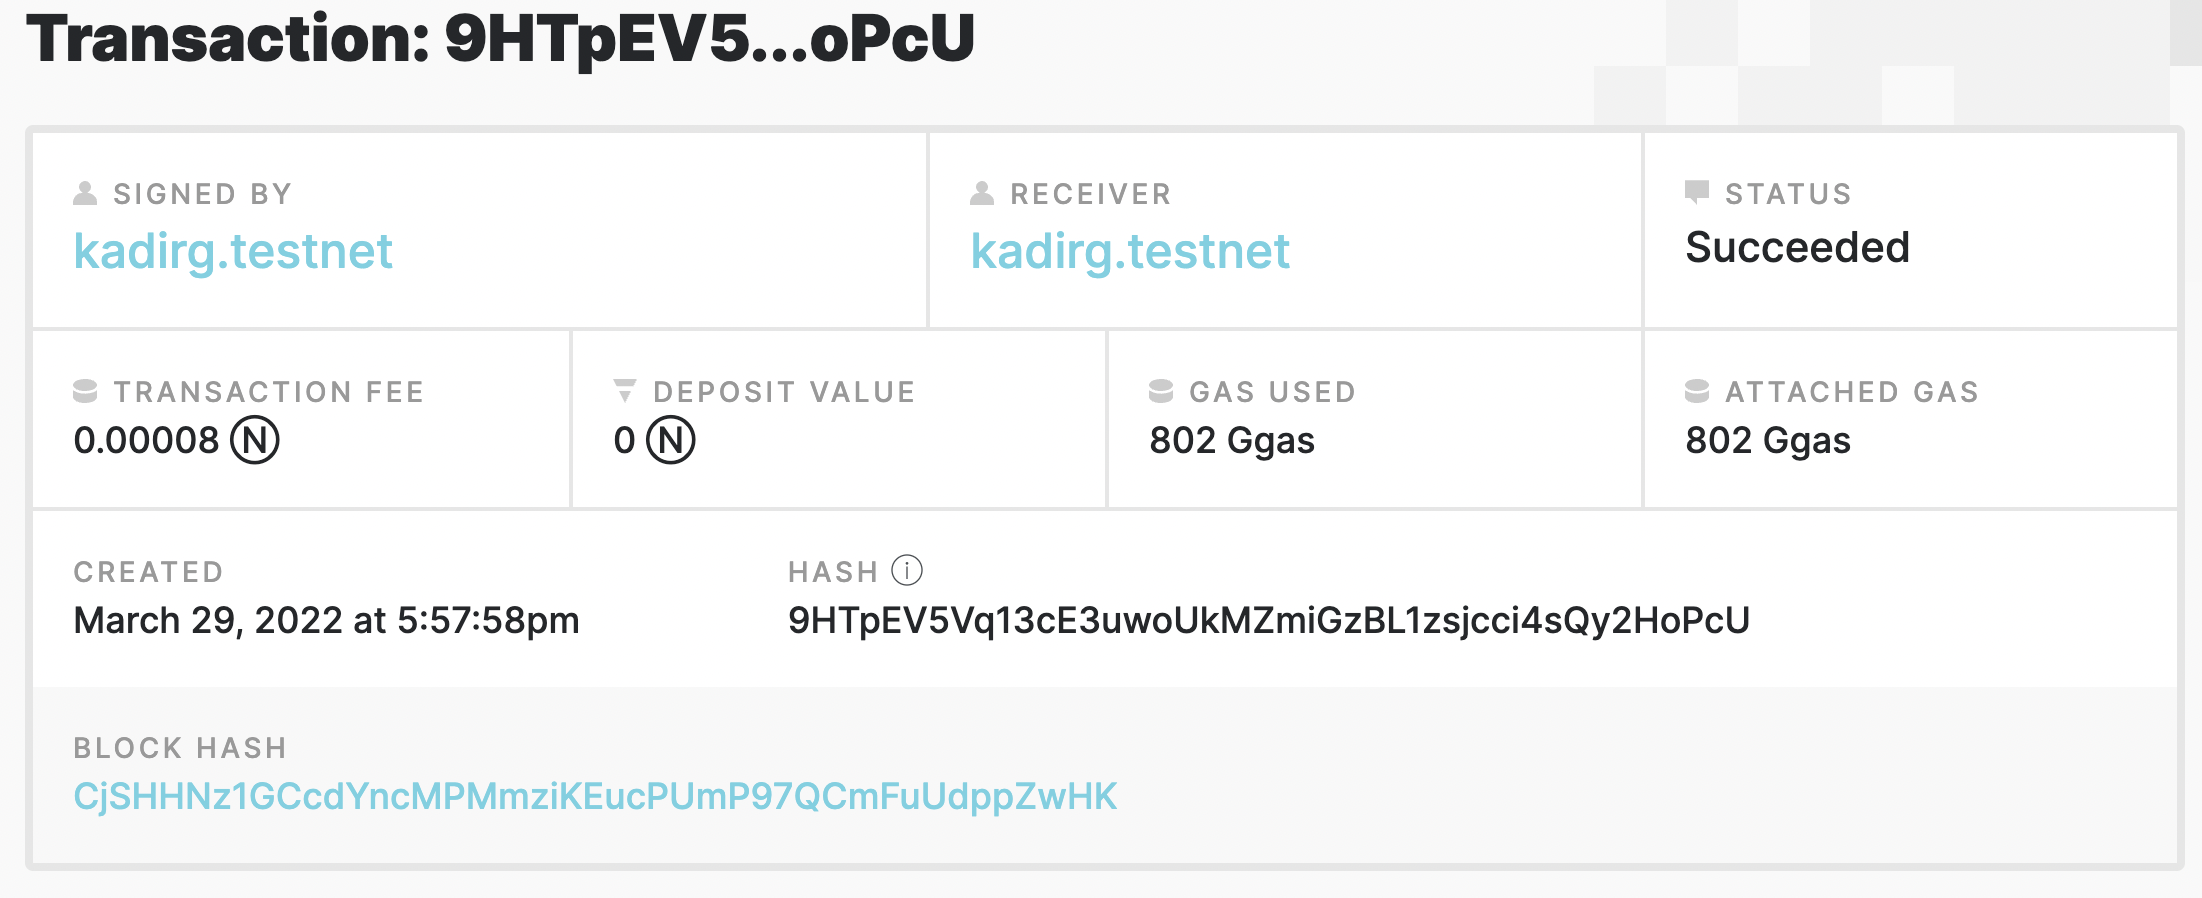 Transaction: 9HTpEV5...oPcU
SIGNED BY
kadirg.testnet
RECEIVER
kadirg.testnet
STATUS
Succeeded
TRANSACTION FEE
0.00008 Ⓝ
DEPOSIT VALUE
0 Ⓝ
GAS USED
802 Ggas
ATTACHED GAS
802 Ggas
CREATED
March 29, 2022 at 5:57:58pm
HASH ⓘ
9HTpEV5Vq13cE3uwoUkMZmiGzBL1zsjcci4sQy2HoPcU
BLOCK HASH
CjSHHNz1GCcdYncMPMmziKEucPUmP97QCmFuUdppZwHK